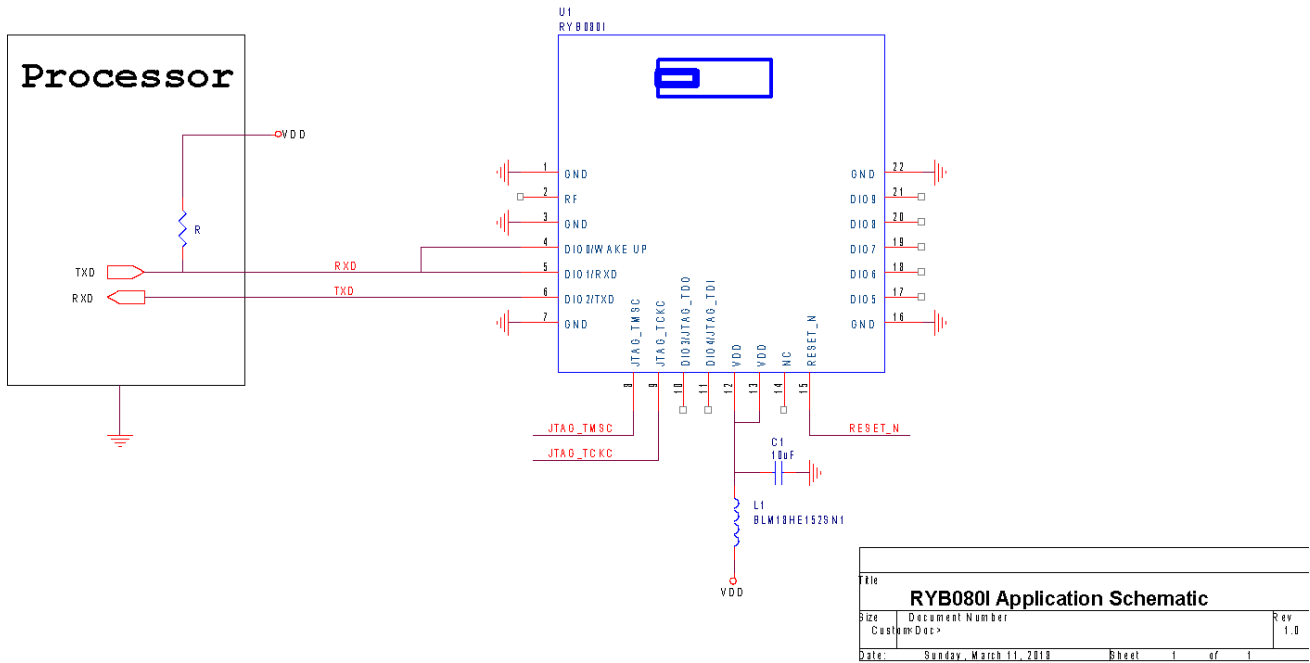 U1
RYB080I
Processor
VDD
R
TXD
RXD
RXD
TXD
1 GND
2 RF
3 GND
4 DIO0/WAKE UP
5 DIO1/RXD
6 DIO2/TXD
7 GND
GND 22
DIO9 21
DIO8 20
DIO7 19
DIO6 18
DIO5 17
GND 16
JTAG_TMSC
JTAG_TCKC
DIO3/JTAG_TDO
DIO4/JTAG_TDI
VDD
VDD
NC
RESET_N
8
9
10
11
12
13
14
15
JTAG_TMSC
JTAG_TCKC
RESET_N
C1
10uF
L1
BLM18HE152SN1
VDD
Title
RYB080I Application Schematic
Size Document Number Rev
Custom <Doc> 1.0
Date: Sunday, March 11, 2018 Sheet 1 of 1